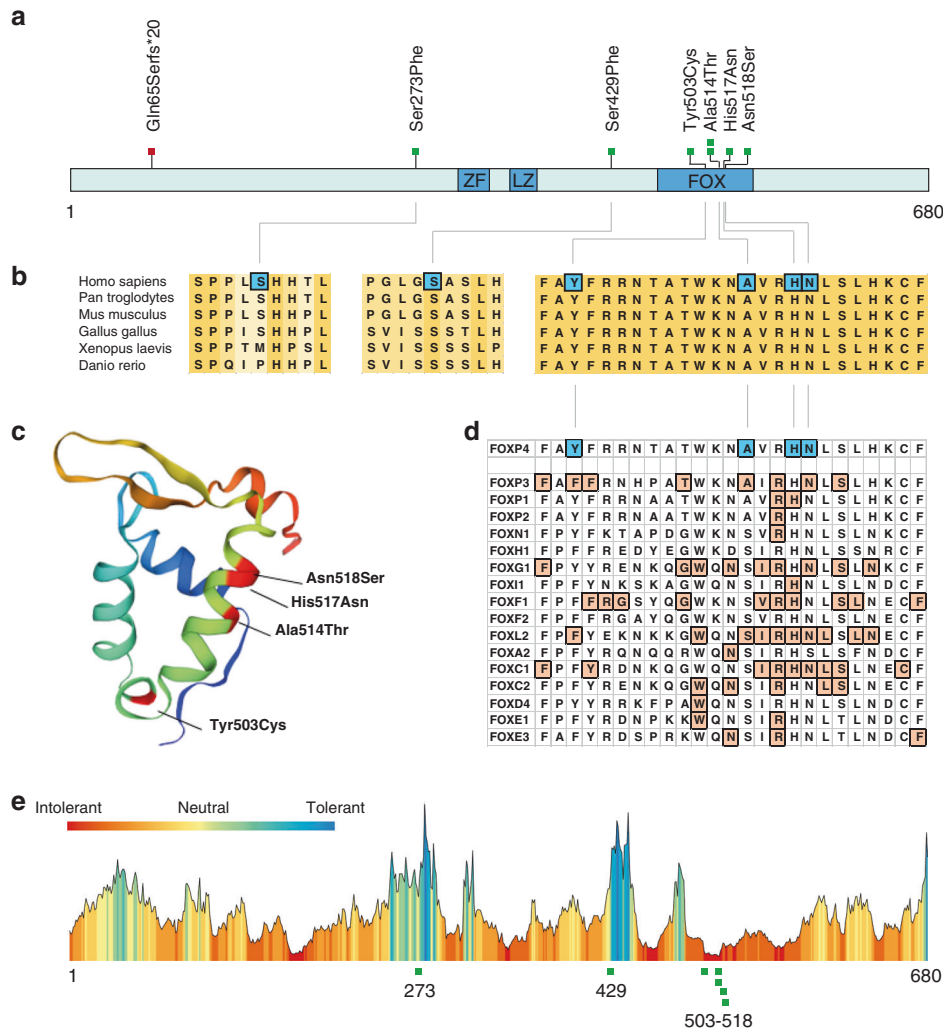 a
Gln65Serfs*20
Ser273Phe
Ser429Phe
Tyr503Cys
Ala514Thr
His517Asn
Asn518Ser
ZF
LZ
FOX
1
680
b
Homo sapiens S P P L S H H T L P G L G S A S L H F A Y F R R N T A T W K N A V R H N L S L H K C F
Pan troglodytes S P P L S H H T L P G L G S A S L H F A Y F R R N T A T W K N A V R H N L S L H K C F
Mus musculus S P P L S H H P L P G L G S A S L H F A Y F R R N T A T W K N A V R H N L S L H K C F
Gallus gallus S P P I S H H P L S V I S S S T L H F A Y F R R N T A T W K N A V R H N L S L H K C F
Xenopus laevis S P P T M H P S L S V I S S S S L P F A Y F R R N T A T W K N A V R H N L S L H K C F
Danio rerio S P Q I P H H P L S V I S S S S L H F A Y F R R N T A T W K N A V R H N L S L H K C F
c
Asn518Ser
His517Asn
Ala514Thr
Tyr503Cys
d
FOXP4 F A Y F R R N T A T W K N A V R H N L S L H K C F
FOXP3 F A F F R N H P A T W K N A I R H N L S L H K C F
FOXP1 F A Y F R R N A A T W K N A V R H N L S L H K C F
FOXP2 F A Y F R R N A A T W K N A V R H N L S L H K C F
FOXN1 F P Y F K T A P D G W K N S V R H N L S L N K C F
FOXH1 F P F F R E D Y E G W K D S I R H N L S S N R C F
FOXG1 F P Y Y R E N K Q G W Q N S I R H N L S L N K C F
FOXI1 F P F Y N K S K A G W Q N S I R H N L S L N D C F
FOXF1 F P F F R G S Y Q G W K N S V R H N L S L N E C F
FOXF2 F P F F R G A Y Q G W K N S V R H N L S L N E C F
FOXL2 F P F Y E K N K K G W Q N S I R H N L S L N E C F
FOXA2 F P F Y R Q N Q Q R W Q N S I R H S L S F N D C F
FOXC1 F P F Y R D N K Q G W Q N S I R H N L S L N E C F
FOXC2 F P F Y R E N K Q G W Q N S I R H N L S L N E C F
FOXD4 F P Y Y R R K F P A W Q N S I R H N L S L N D C F
FOXE1 F P F Y R D N P K K W Q N S I R H N L T L N D C F
FOXE3 F A F Y R D S P R K W Q N S I R H N L T L N D C F
e
Intolerant Neutral Tolerant
1
273
429
503-518
680